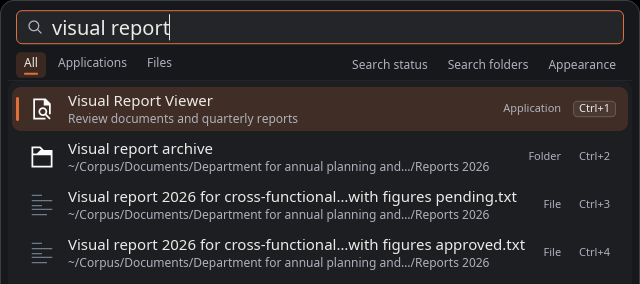 visual report
All Applications Files Search status Search folders Appearance
Visual Report Viewer
Review documents and quarterly reports
Application Ctrl+1
Visual report archive
~/Corpus/Documents/Department for annual planning and.../Reports 2026
Folder Ctrl+2
Visual report 2026 for cross-functional...with figures pending.txt
~/Corpus/Documents/Department for annual planning and.../Reports 2026
File Ctrl+3
Visual report 2026 for cross-functional...with figures approved.txt
~/Corpus/Documents/Department for annual planning and.../Reports 2026
File Ctrl+4